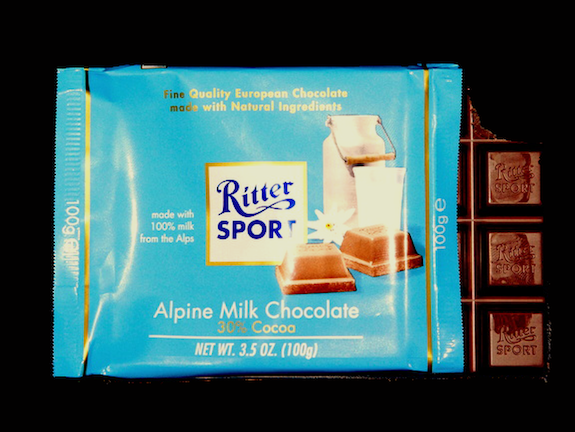 Fine Quality European Chocolate
made with Natural Ingredients
Ritter
SPORT
made with
100% milk
from the Alps
Alpine Milk Chocolate
30% Cocoa
NET WT. 3.5 OZ. (100g)
100g
100g e
Ritter
SPORT
Ritter
SPORT
Ritter
SPORT